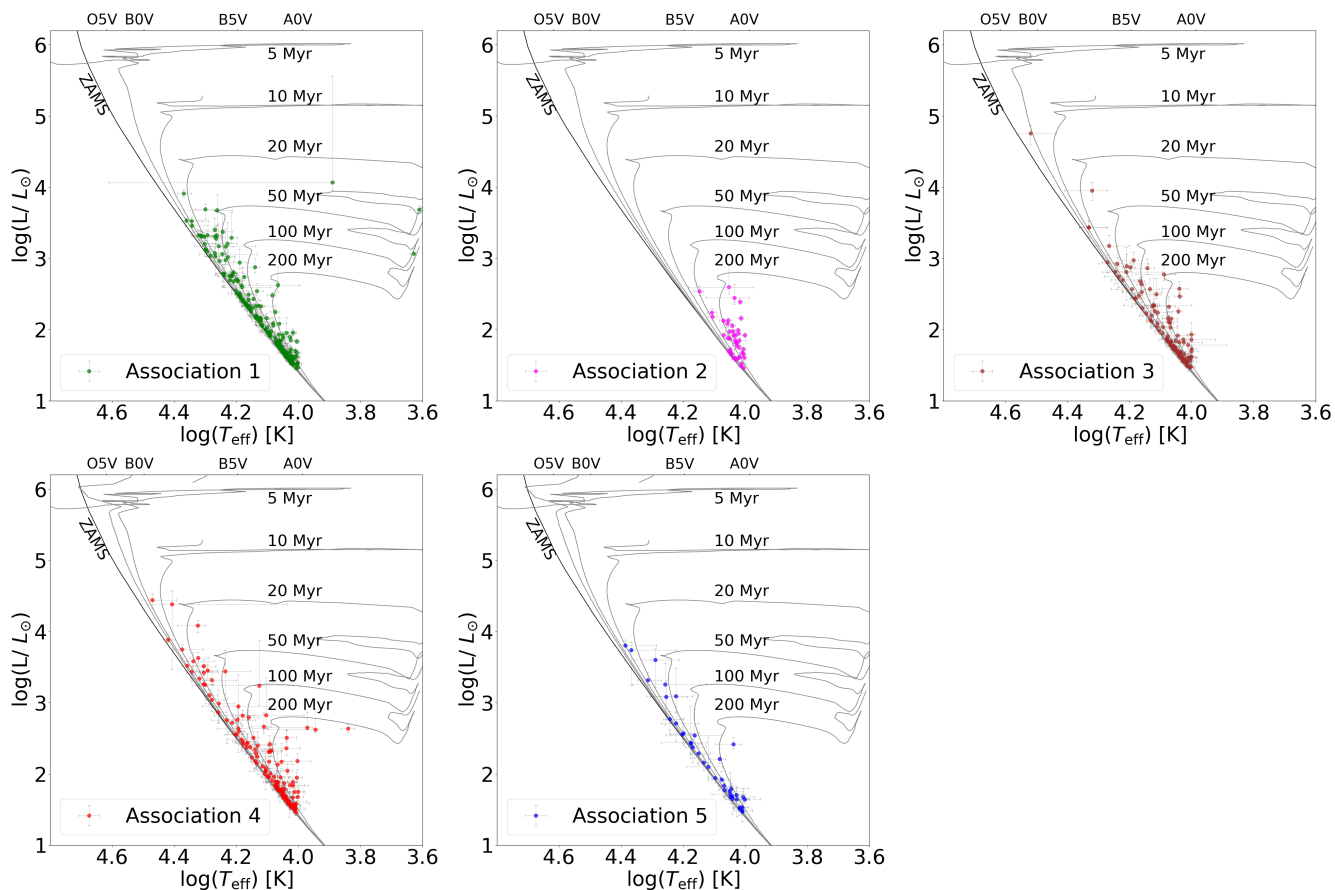 O5V B0V B5V A0V
6
5
4
3
2
1
log(L/ L⊙)
ZAMS
5 Myr
10 Myr
20 Myr
50 Myr
100 Myr
200 Myr
Association 1
4.6 4.4 4.2 4.0 3.8 3.6
log(Teff) [K]
O5V B0V B5V A0V
6
5
4
3
2
1
log(L/ L⊙)
ZAMS
5 Myr
10 Myr
20 Myr
50 Myr
100 Myr
200 Myr
Association 2
4.6 4.4 4.2 4.0 3.8 3.6
log(Teff) [K]
O5V B0V B5V A0V
6
5
4
3
2
1
log(L/ L⊙)
ZAMS
5 Myr
10 Myr
20 Myr
50 Myr
100 Myr
200 Myr
Association 3
4.6 4.4 4.2 4.0 3.8 3.6
log(Teff) [K]
O5V B0V B5V A0V
6
5
4
3
2
1
log(L/ L⊙)
ZAMS
5 Myr
10 Myr
20 Myr
50 Myr
100 Myr
200 Myr
Association 4
4.6 4.4 4.2 4.0 3.8 3.6
log(Teff) [K]
O5V B0V B5V A0V
6
5
4
3
2
1
log(L/ L⊙)
ZAMS
5 Myr
10 Myr
20 Myr
50 Myr
100 Myr
200 Myr
Association 5
4.6 4.4 4.2 4.0 3.8 3.6
log(Teff) [K]